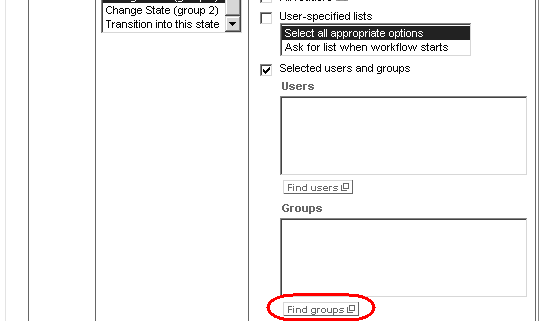 Change State (group 2)
Transition into this state
User-specified lists
Select all appropriate options
Ask for list when workflow starts
Selected users and groups
Users
Find users
Groups
Find groups